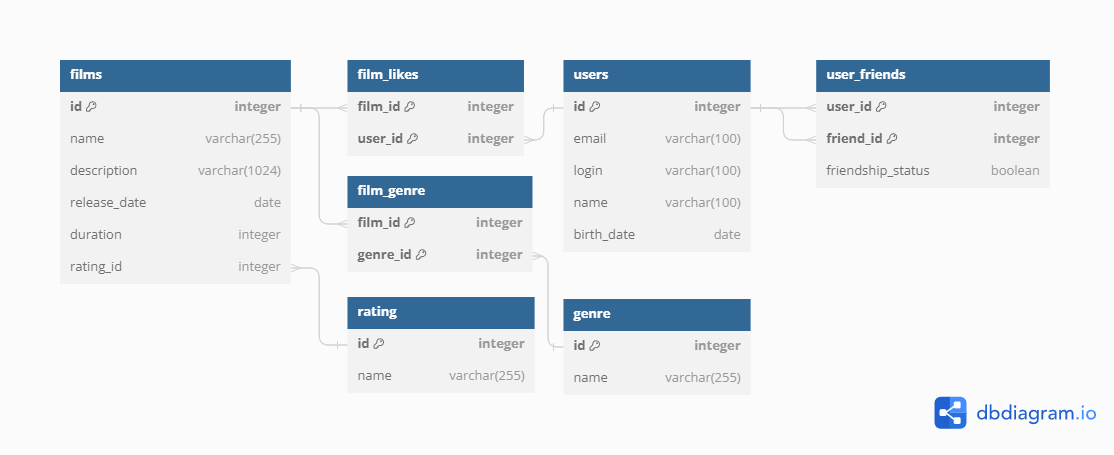 films
id integer
name varchar(255)
description varchar(1024)
release_date date
duration integer
rating_id integer
film_likes
film_id integer
user_id integer
film_genre
film_id integer
genre_id integer
rating
id integer
name varchar(255)
users
id integer
email varchar(100)
login varchar(100)
name varchar(100)
birth_date date
genre
id integer
name varchar(255)
user_friends
user_id integer
friend_id integer
friendship_status boolean
dbdiagram.io